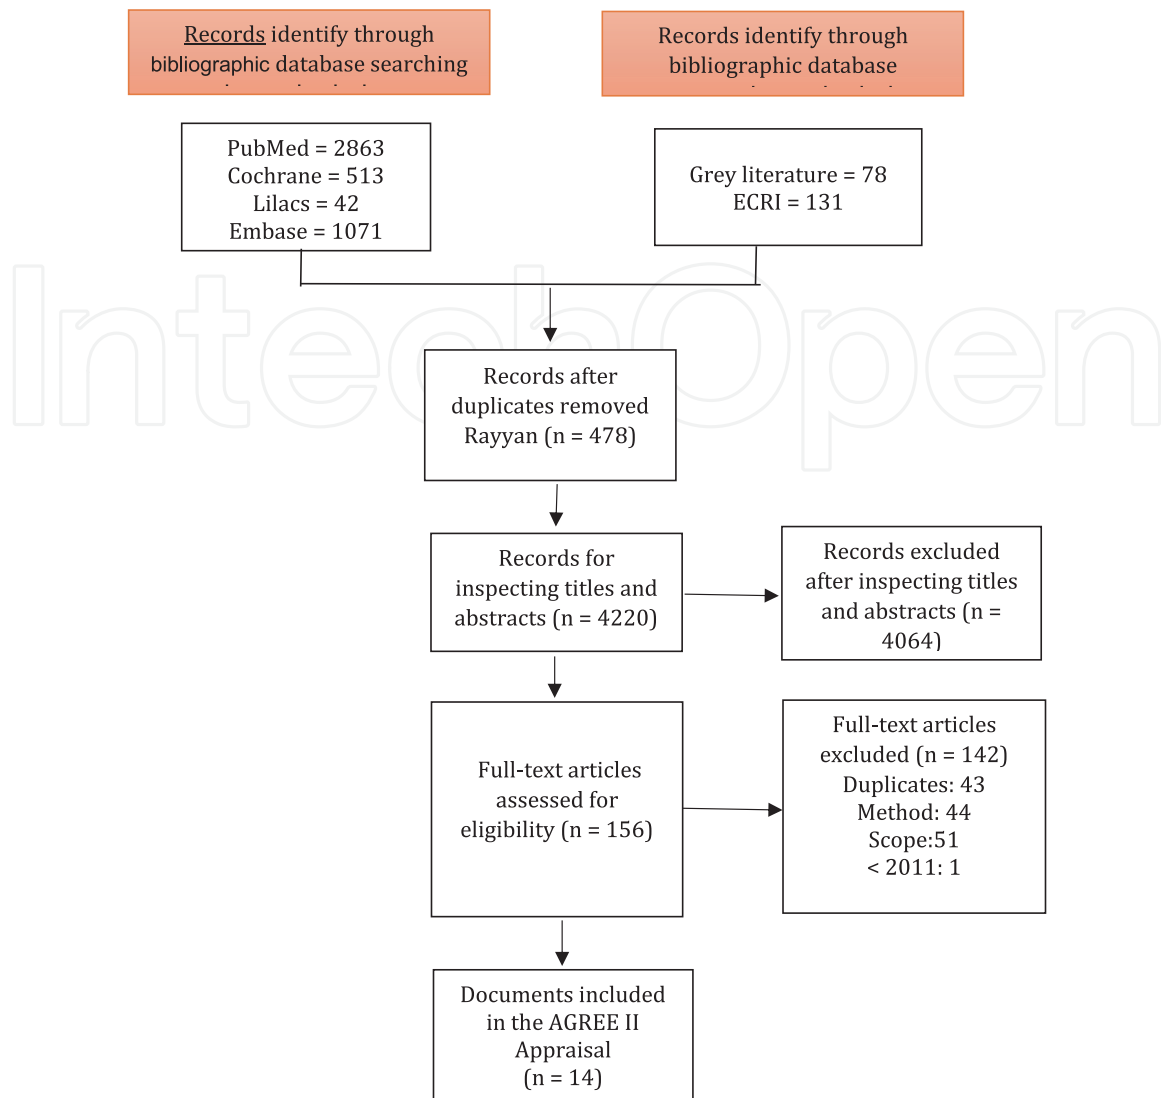 Records identify through
bibliographic database searching
Records identify through
bibliographic database
PubMed = 2863
Cochrane = 513
Lilacs = 42
Embase = 1071
Grey literature = 78
ECRI = 131
IntechOpen
Records after
duplicates removed
Rayyan (n = 478)
Records for
inspecting titles and
abstracts (n = 4220)
Records excluded
after inspecting titles
and abstracts (n =
4064)
Full-text articles
assessed for
eligibility (n = 156)
Full-text articles
excluded (n = 142)
Duplicates: 43
Method: 44
Scope:51
< 2011: 1
Documents included
in the AGREE II
Appraisal
(n = 14)